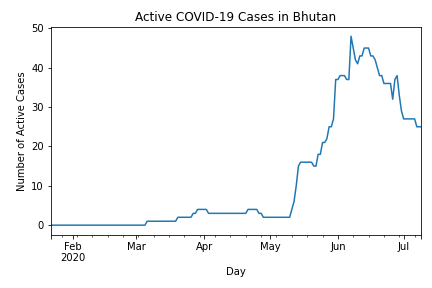 Active COVID-19 Cases in Bhutan
50
40
30
20
10
0
Number of Active Cases
Feb Mar Apr May Jun Jul
2020
Day